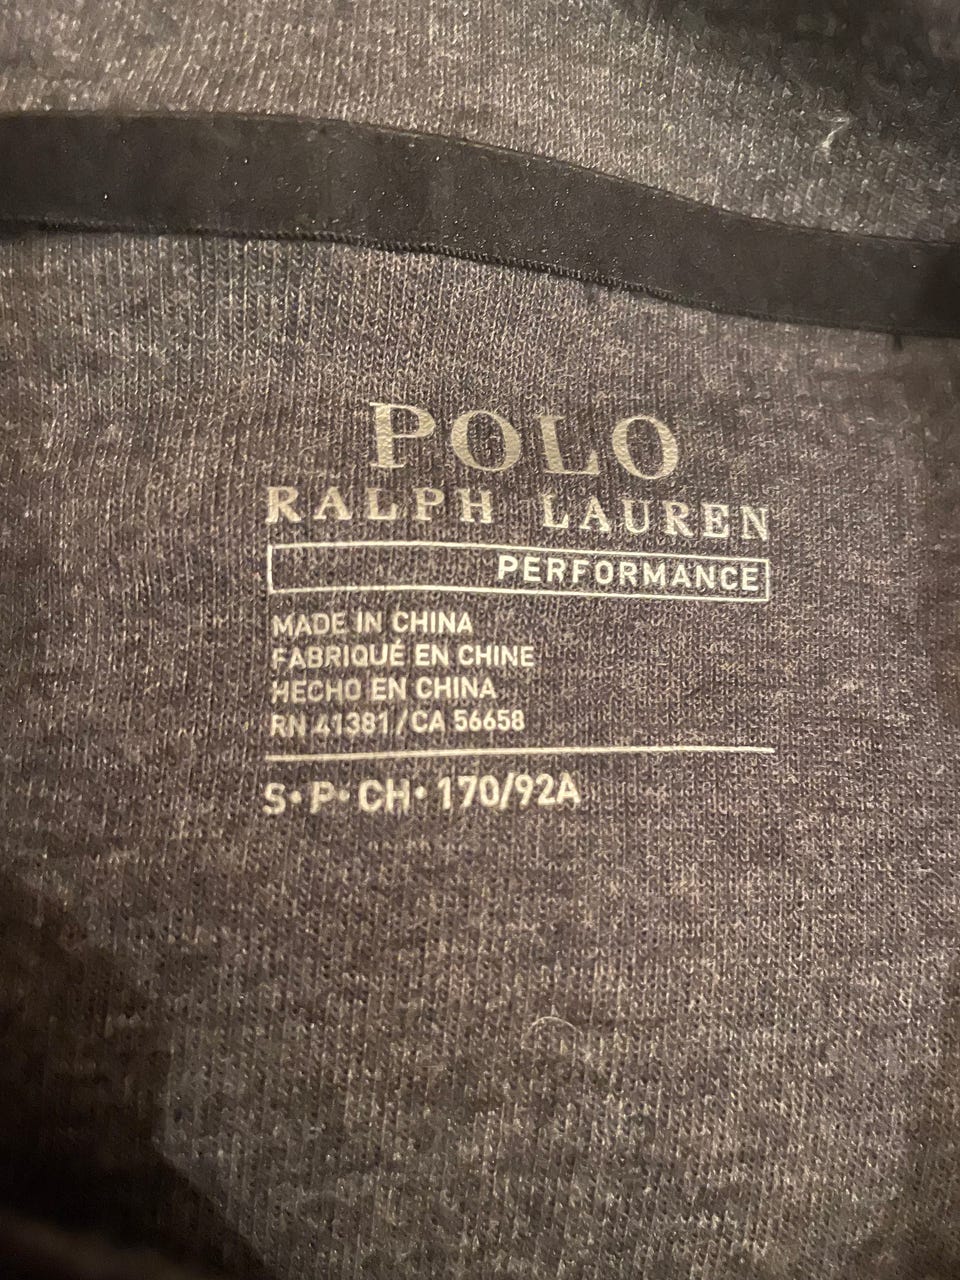 POLO
RALPH LAUREN
PERFORMANCE
MADE IN CHINA
FABRIQUÉ EN CHINE
HECHO EN CHINA
RN 41381/CA 56658
S•P•CH•170/92A